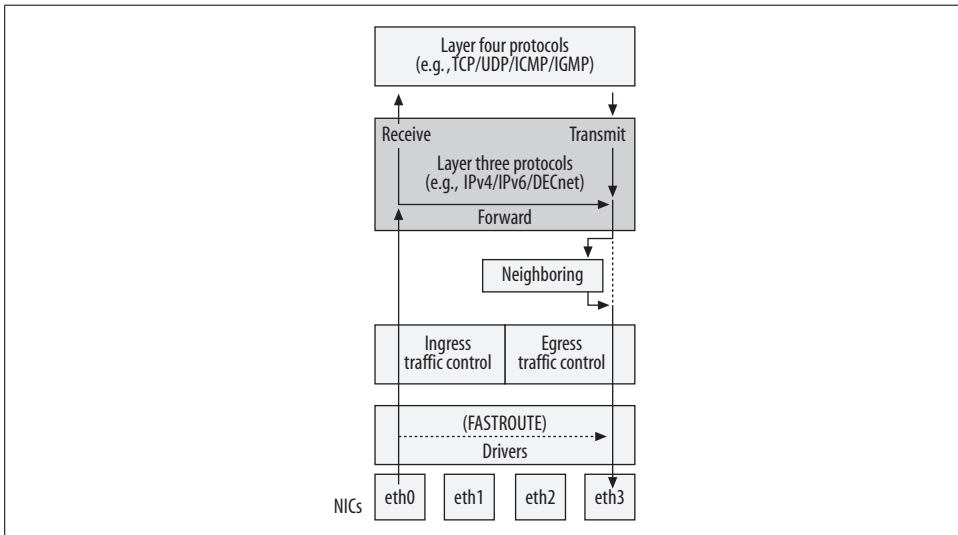 Layer four protocols
(e.g., TCP/UDP/ICMP/IGMP)
Receive
Transmit
Layer three protocols
(e.g., IPv4/IPv6/DECnet)
Forward
Neighboring
Ingress
traffic control
Egress
traffic control
(FASTROUTE)
Drivers
NICs
eth0
eth1
eth2
eth3